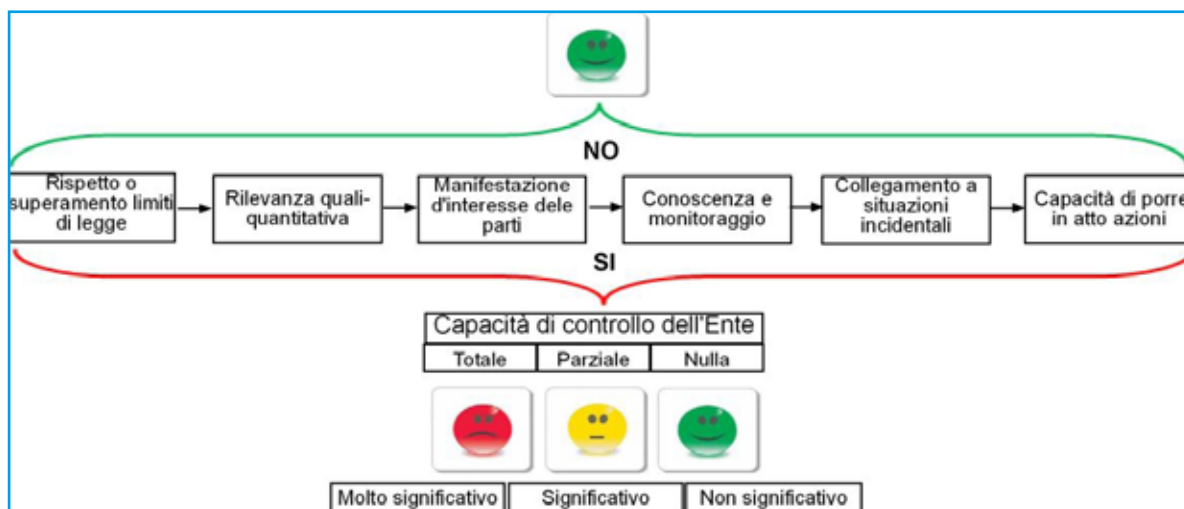 NO
Rispetto o
superamento limiti
di legge
Rilevanza quali-
quantitativa
Manifestazione
d'interesse dele
parti
Conoscenza e
monitoraggio
Collegamento a
situazioni
incidentali
Capacità di porre
in atto azioni
SI
Capacità di controllo dell'Ente
Totale
Parziale
Nulla
Molto significativo
Significativo
Non significativo